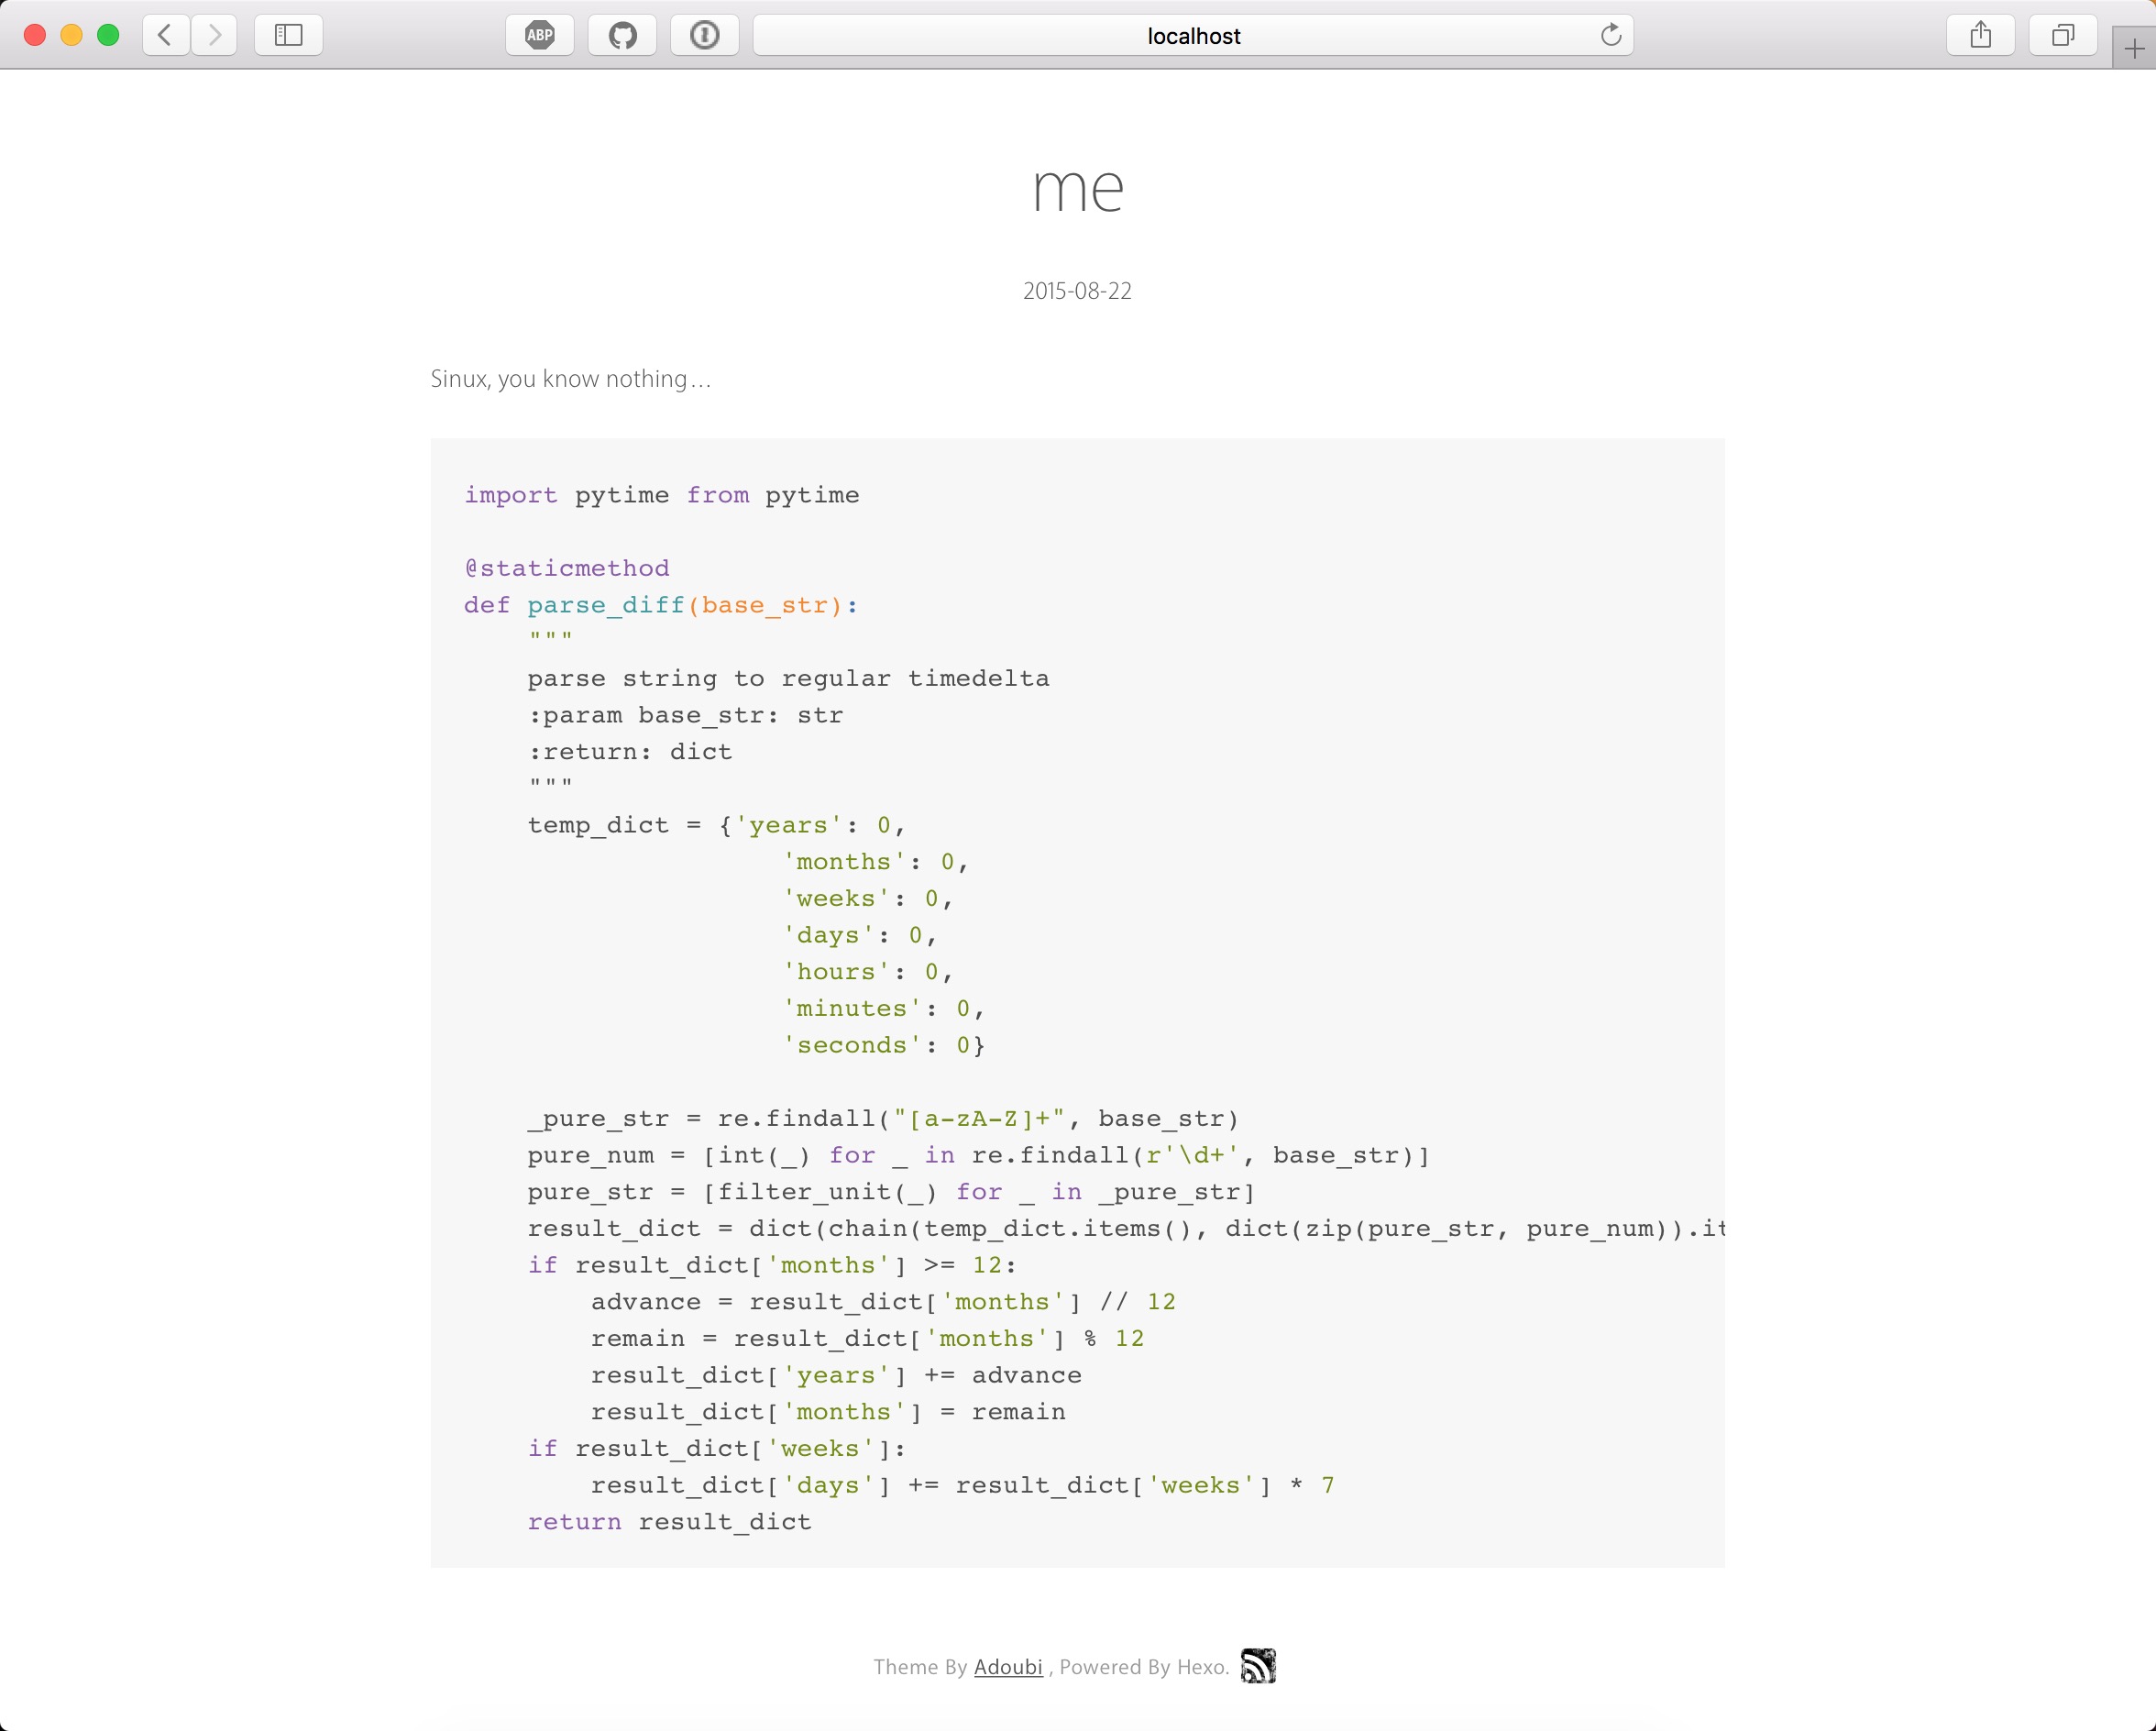 ABP
localhost
me
2015-08-22
Sinux, you know nothing...
import pytime from pytime
@staticmethod
def parse_diff(base_str):
    """
    parse string to regular timedelta
    :param base_str: str
    :return: dict
    """
    temp_dict = {'years': 0,
                    'months': 0,
                    'weeks': 0,
                    'days': 0,
                    'hours': 0,
                    'minutes': 0,
                    'seconds': 0}
    _pure_str = re.findall("[a-zA-Z]+", base_str)
    pure_num = [int(_) for _ in re.findall(r'\d+', base_str)]
    pure_str = [filter_unit(_) for _ in _pure_str]
    result_dict = dict(chain(temp_dict.items(), dict(zip(pure_str, pure_num)).it
    if result_dict['months'] >= 12:
        advance = result_dict['months'] // 12
        remain = result_dict['months'] % 12
        result_dict['years'] += advance
        result_dict['months'] = remain
    if result_dict['weeks']:
        result_dict['days'] += result_dict['weeks'] * 7
    return result_dict
Theme By Adoubi , Powered By Hexo.